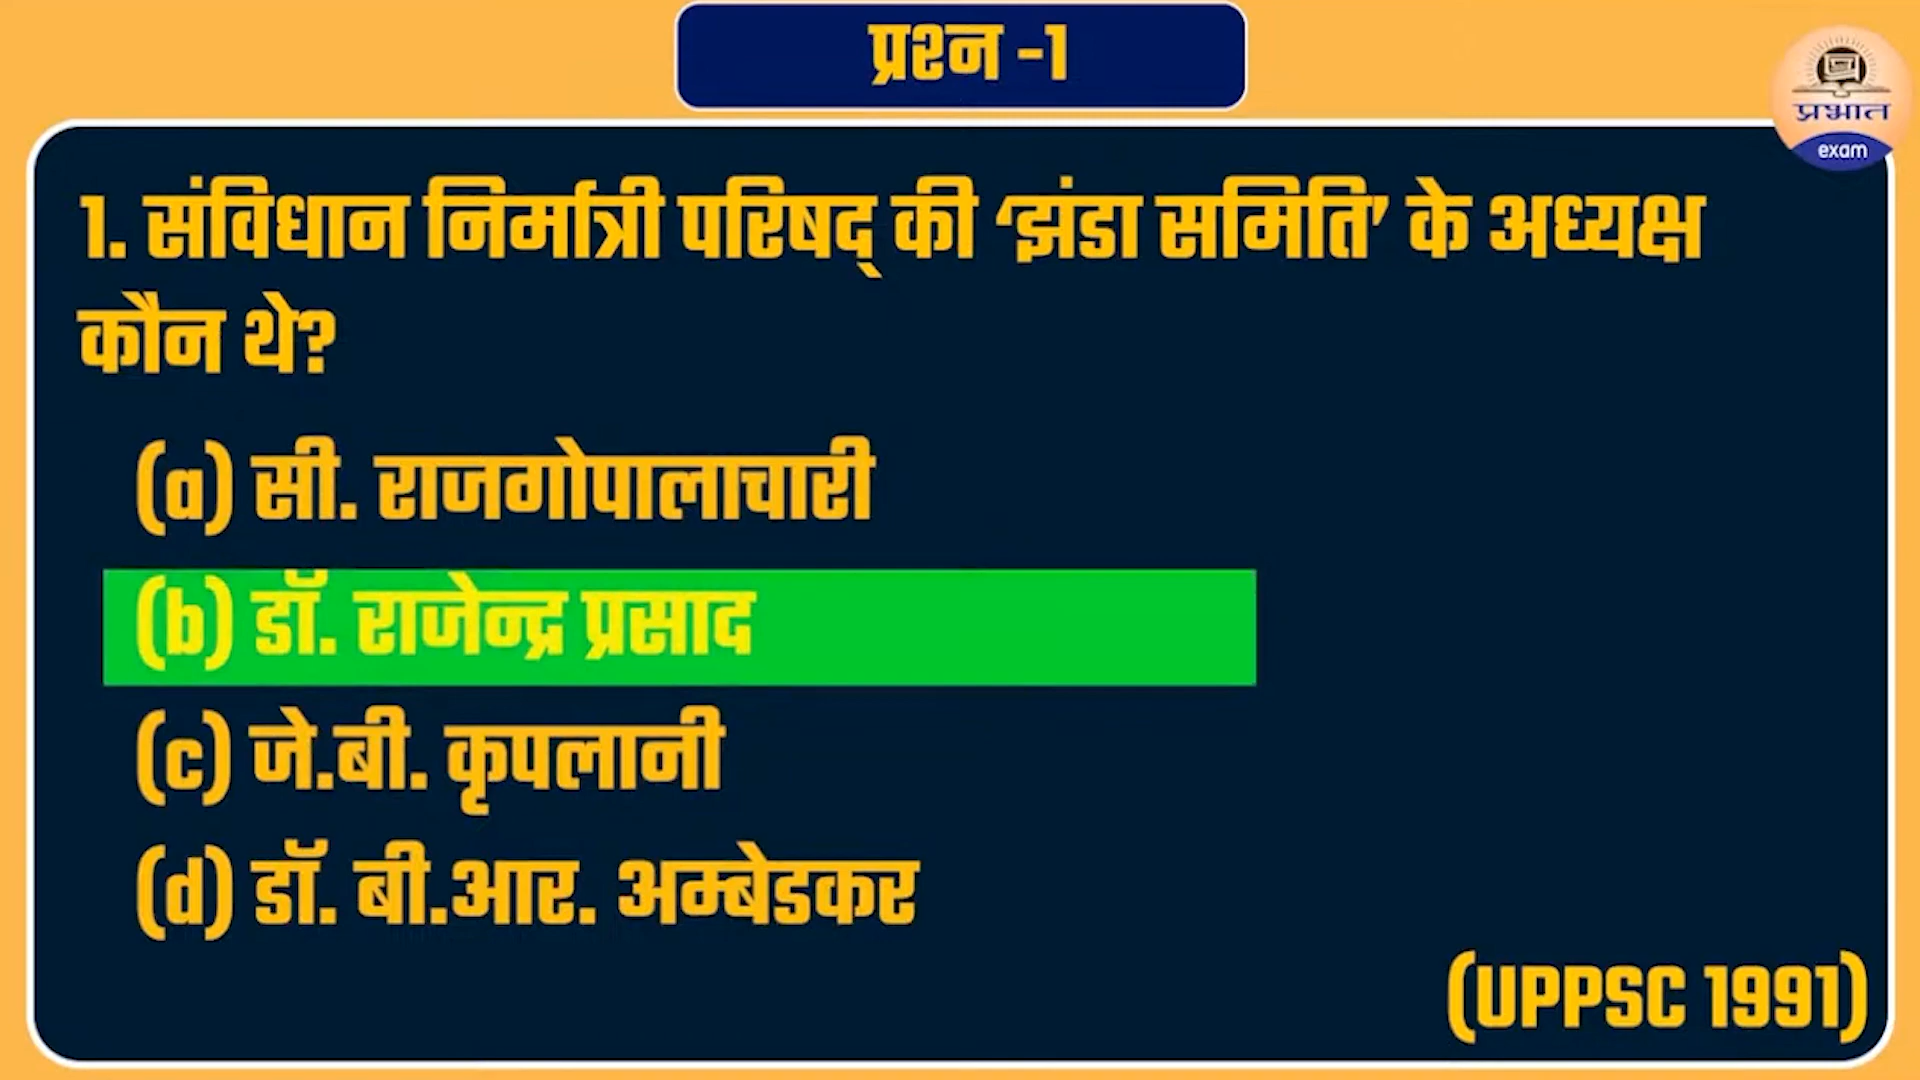 प्रश्न -1
प्रभात
exam
1. संविधान निर्मात्री परिषद् की ‘झंडा समिति’ के अध्यक्ष
कौन थे?
(a) सी. राजगोपालाचारी
(b) डॉ. राजेन्द्र प्रसाद
(c) जे.बी. कृपलानी
(d) डॉ. बी.आर. अम्बेडकर
(UPPSC 1991)